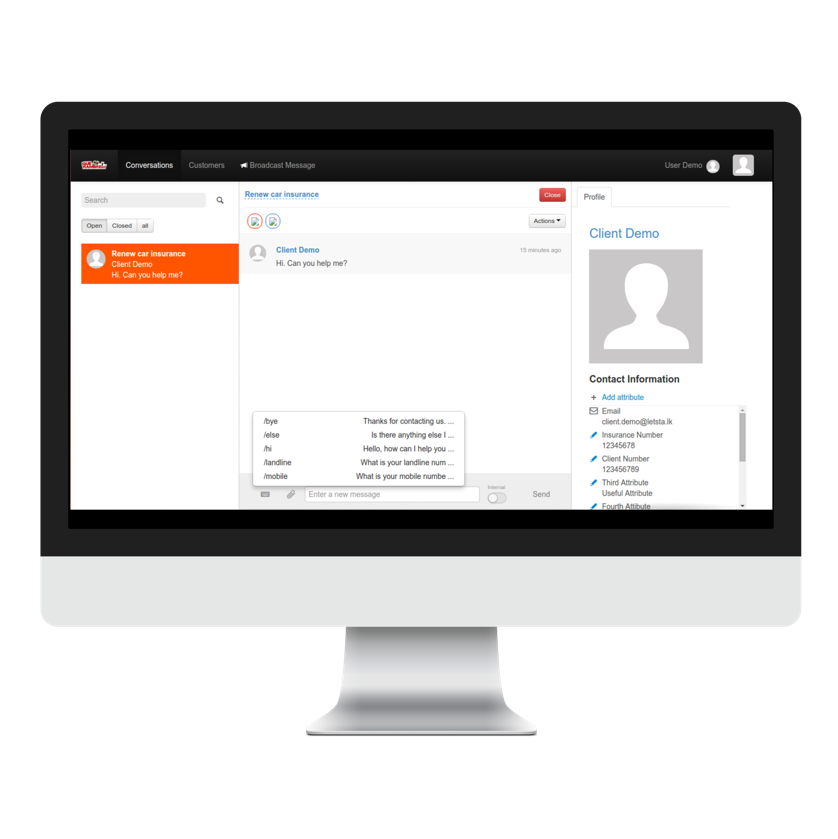 Conversations
Customers
Broadcast Message
User Demo
Search
Open
Closed
all
Renew car insurance
Client Demo
Hi. Can you help me?
Renew car insurance
Close
Actions
Client Demo
15 minutes ago
Hi. Can you help me?
/bye Thanks for contacting us. ...
/else Is there anything else I ...
/hi Hello, how can I help you ...
/landline What is your landline num ...
/mobile What is your mobile numbe ...
Enter a new message
Internal
Send
Profile
Client Demo
Contact Information
+ Add attribute
Email
client.demo@letsta.lk
Insurance Number
12345678
Client Number
123456789
Third Attribute
Useful Attribute
Fourth Attibute